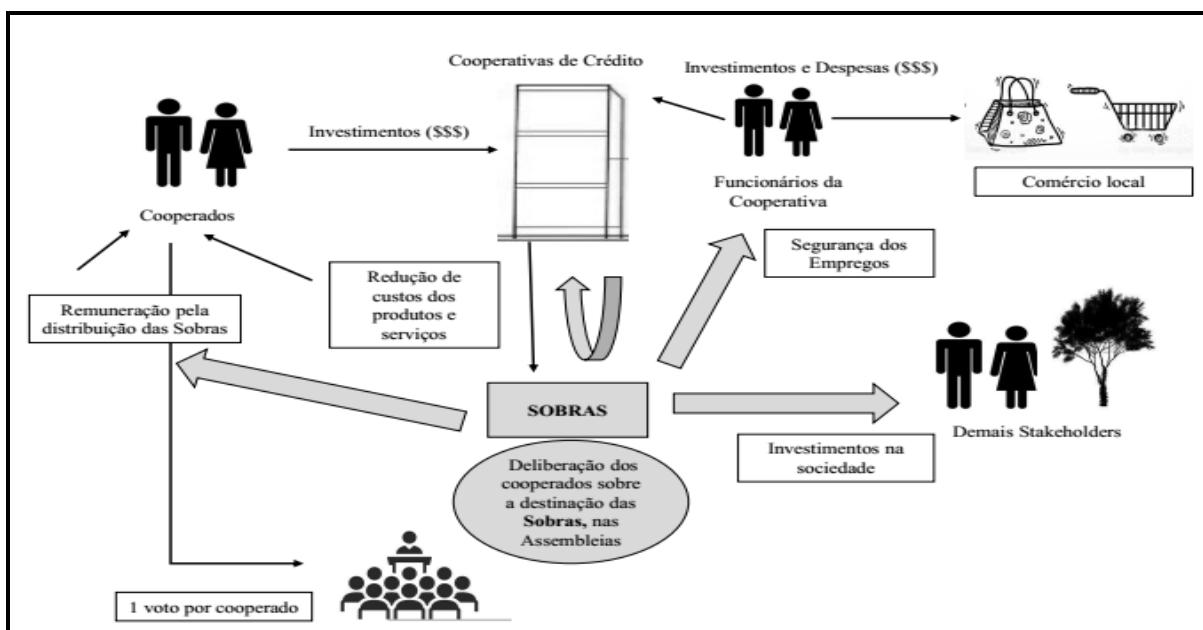 Cooperativas de Crédito
Investimentos e Despesas ($$$)
Investimentos ($$$)
Cooperados
Funcionários da
Cooperativa
Comércio local
Segurança dos
Empregos
Redução de
custos dos
produtos e
serviços
Remuneração pela
distribuição das Sobras
SOBRAS
Demais Stakeholders
Investimentos na
sociedade
Deliberação dos
cooperados sobre
a destinação das
Sobras, nas
Assembleias
1 voto por cooperado